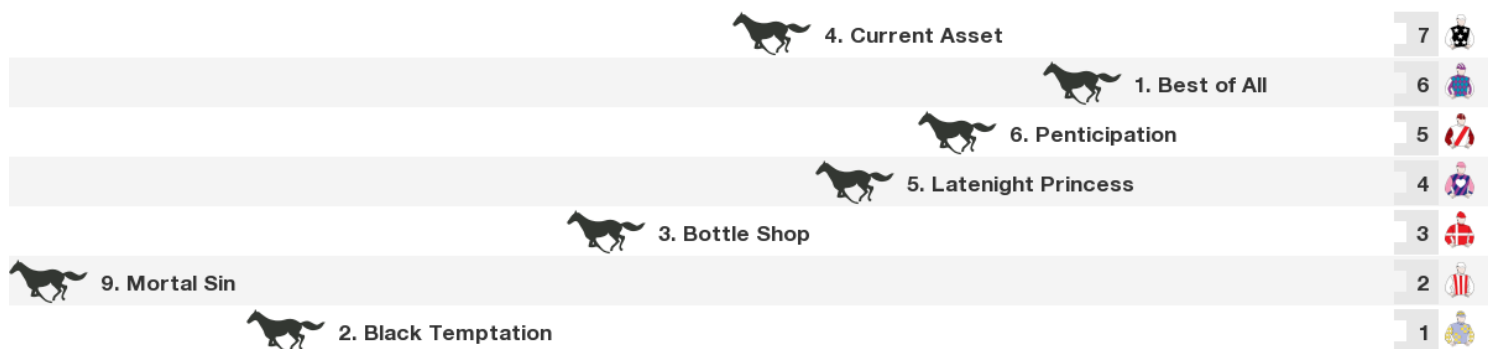 4. Current Asset 7
1. Best of All 6
6. Penticipation 5
5. Latenight Princess 4
3. Bottle Shop 3
9. Mortal Sin 2
2. Black Temptation 1